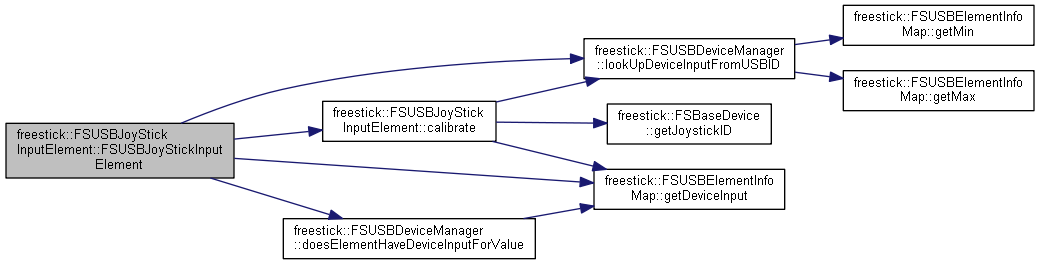 freestick::FSUSBJoyStick
InputElement::FSUSBJoyStickInput
Element
freestick::FSUSBDeviceManager
::lookUpDeviceInputFromUSBID
freestick::FSUSBElementInfo
Map::getMin
freestick::FSUSBElementInfo
Map::getMax
freestick::FSUSBJoyStick
InputElement::calibrate
freestick::FSBaseDevice
::getJoystickID
freestick::FSUSBElementInfo
Map::getDeviceInput
freestick::FSUSBDeviceManager
::doesElementHaveDeviceInputForValue